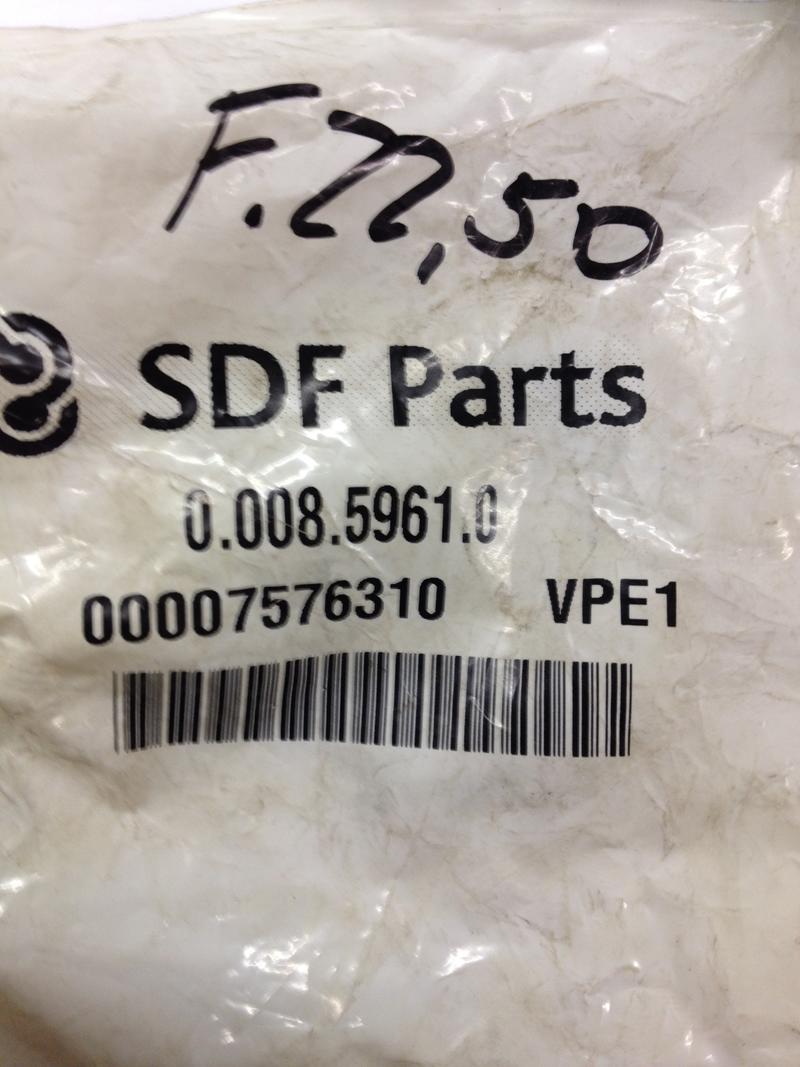 F. 22,50
SDF Parts
0.008.5961.0
00007576310 VPE1